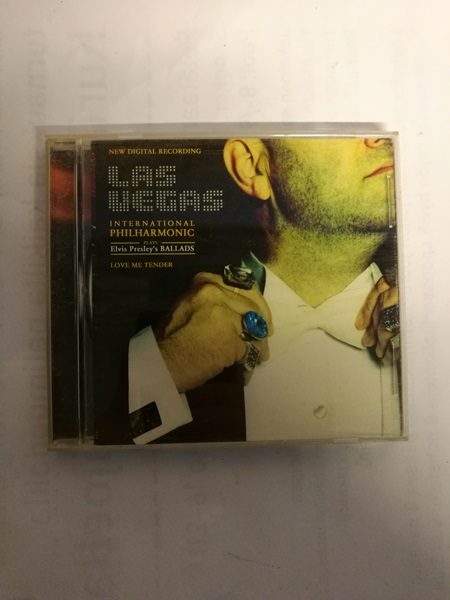 NEW DIGITAL RECORDING
LAS
VEGAS
INTERNATIONAL
PHILHARMONIC
PLAYS
Elvis Presley's BALLADS
LOVE ME TENDER